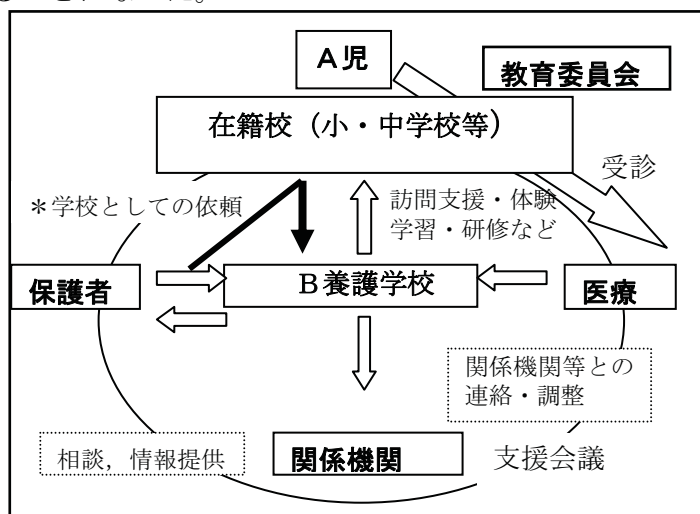 A児
教育委員会
在籍校（小・中学校等）
受診
＊学校としての依頼
訪問支援・体験
学習・研修など
保護者
B養護学校
医療
関係機関等との
連絡・調整
相談，情報提供
関係機関
支援会議